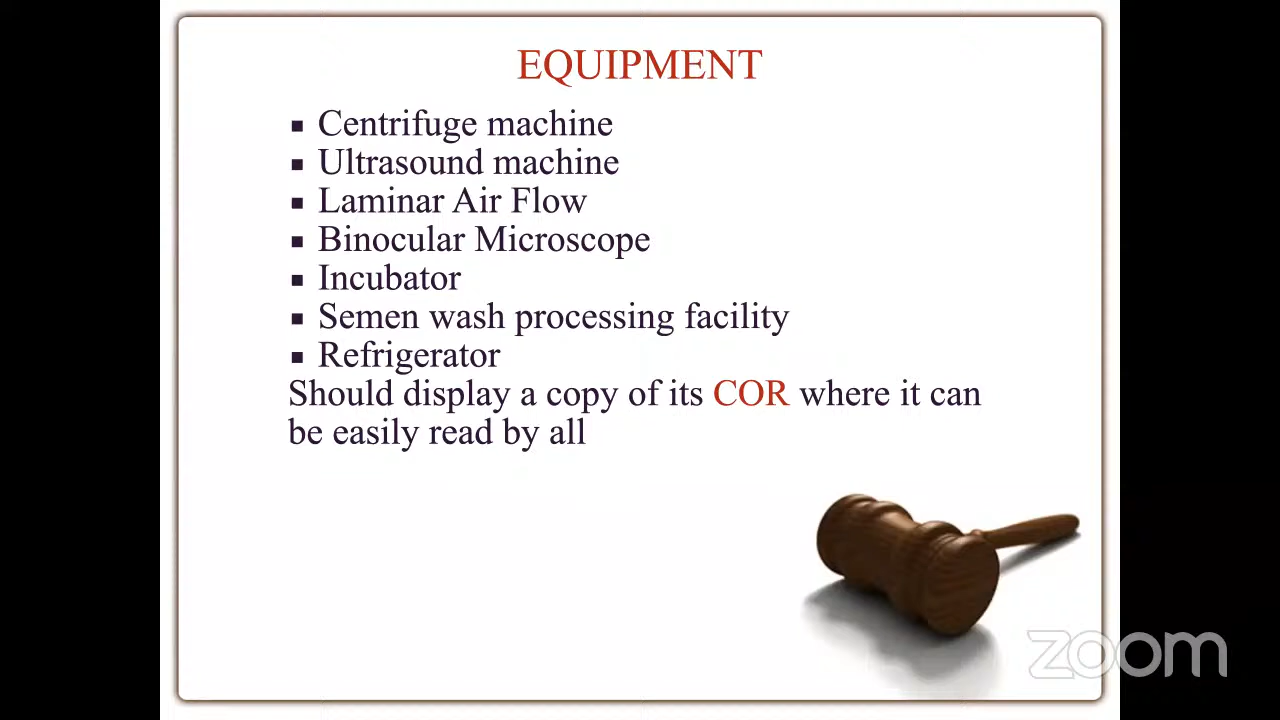 EQUIPMENT
▪ Centrifuge machine
▪ Ultrasound machine
▪ Laminar Air Flow
▪ Binocular Microscope
▪ Incubator
▪ Semen wash processing facility
▪ Refrigerator
Should display a copy of its COR where it can
be easily read by all
zoom